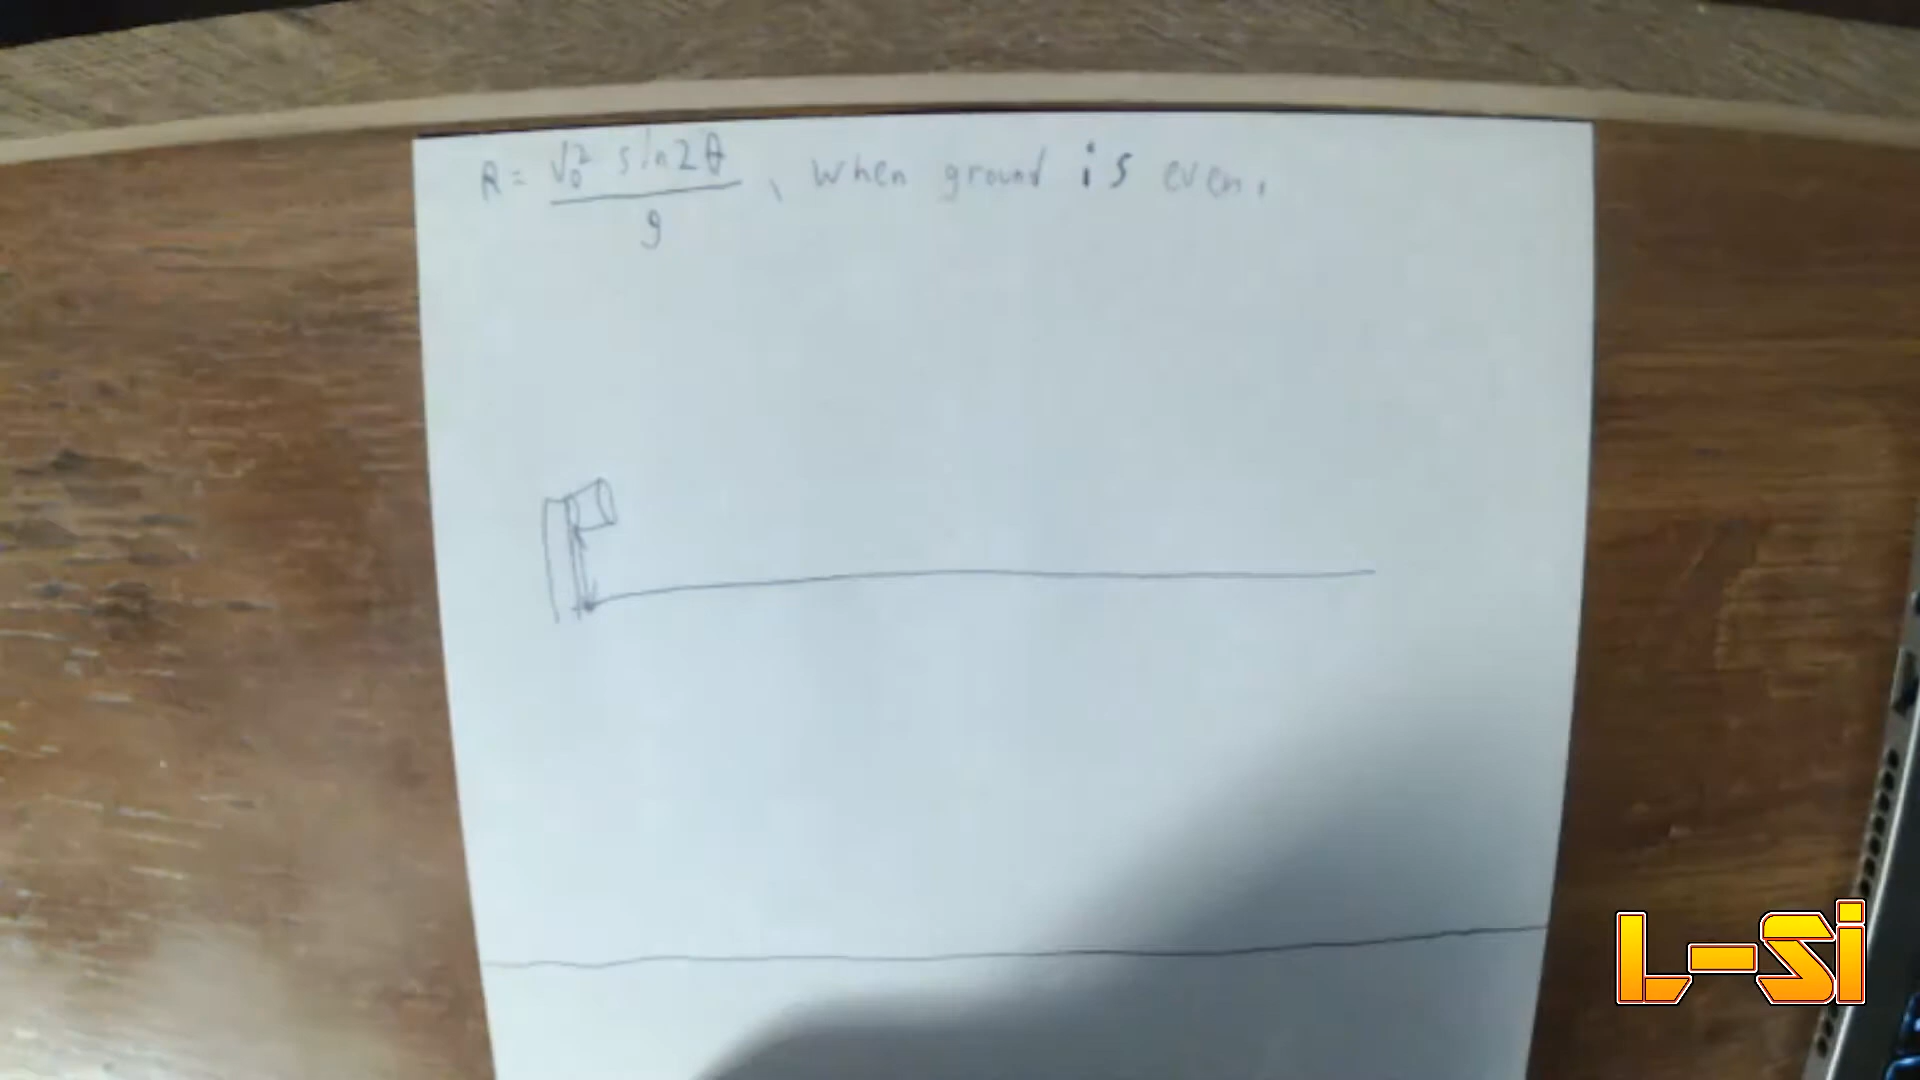 R = V₀² sin2θ / g , when ground is even.
L-Si